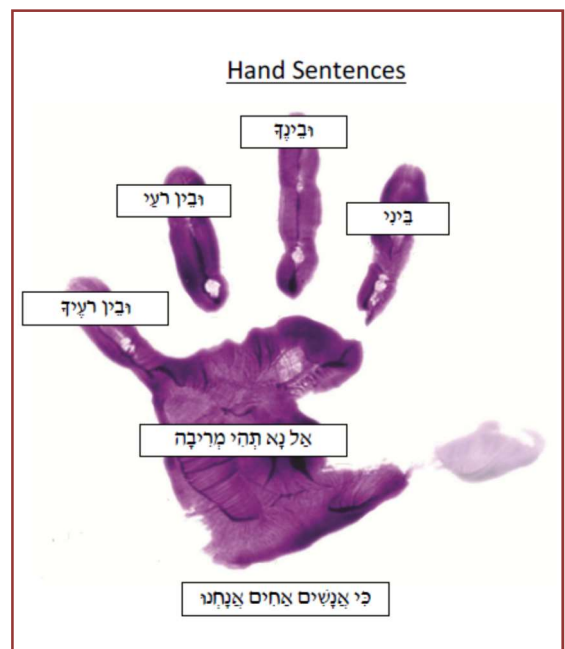 Hand Sentences
וּבֵינֶךָ
וּבֵין רֹעַי
בֵּינִי
וּבֵין רֹעֶיךָ
אַל נָא תְהִי מְרִיבָה
כִּי אֲנָשִׁים אַחִים אֲנָחְנוּ